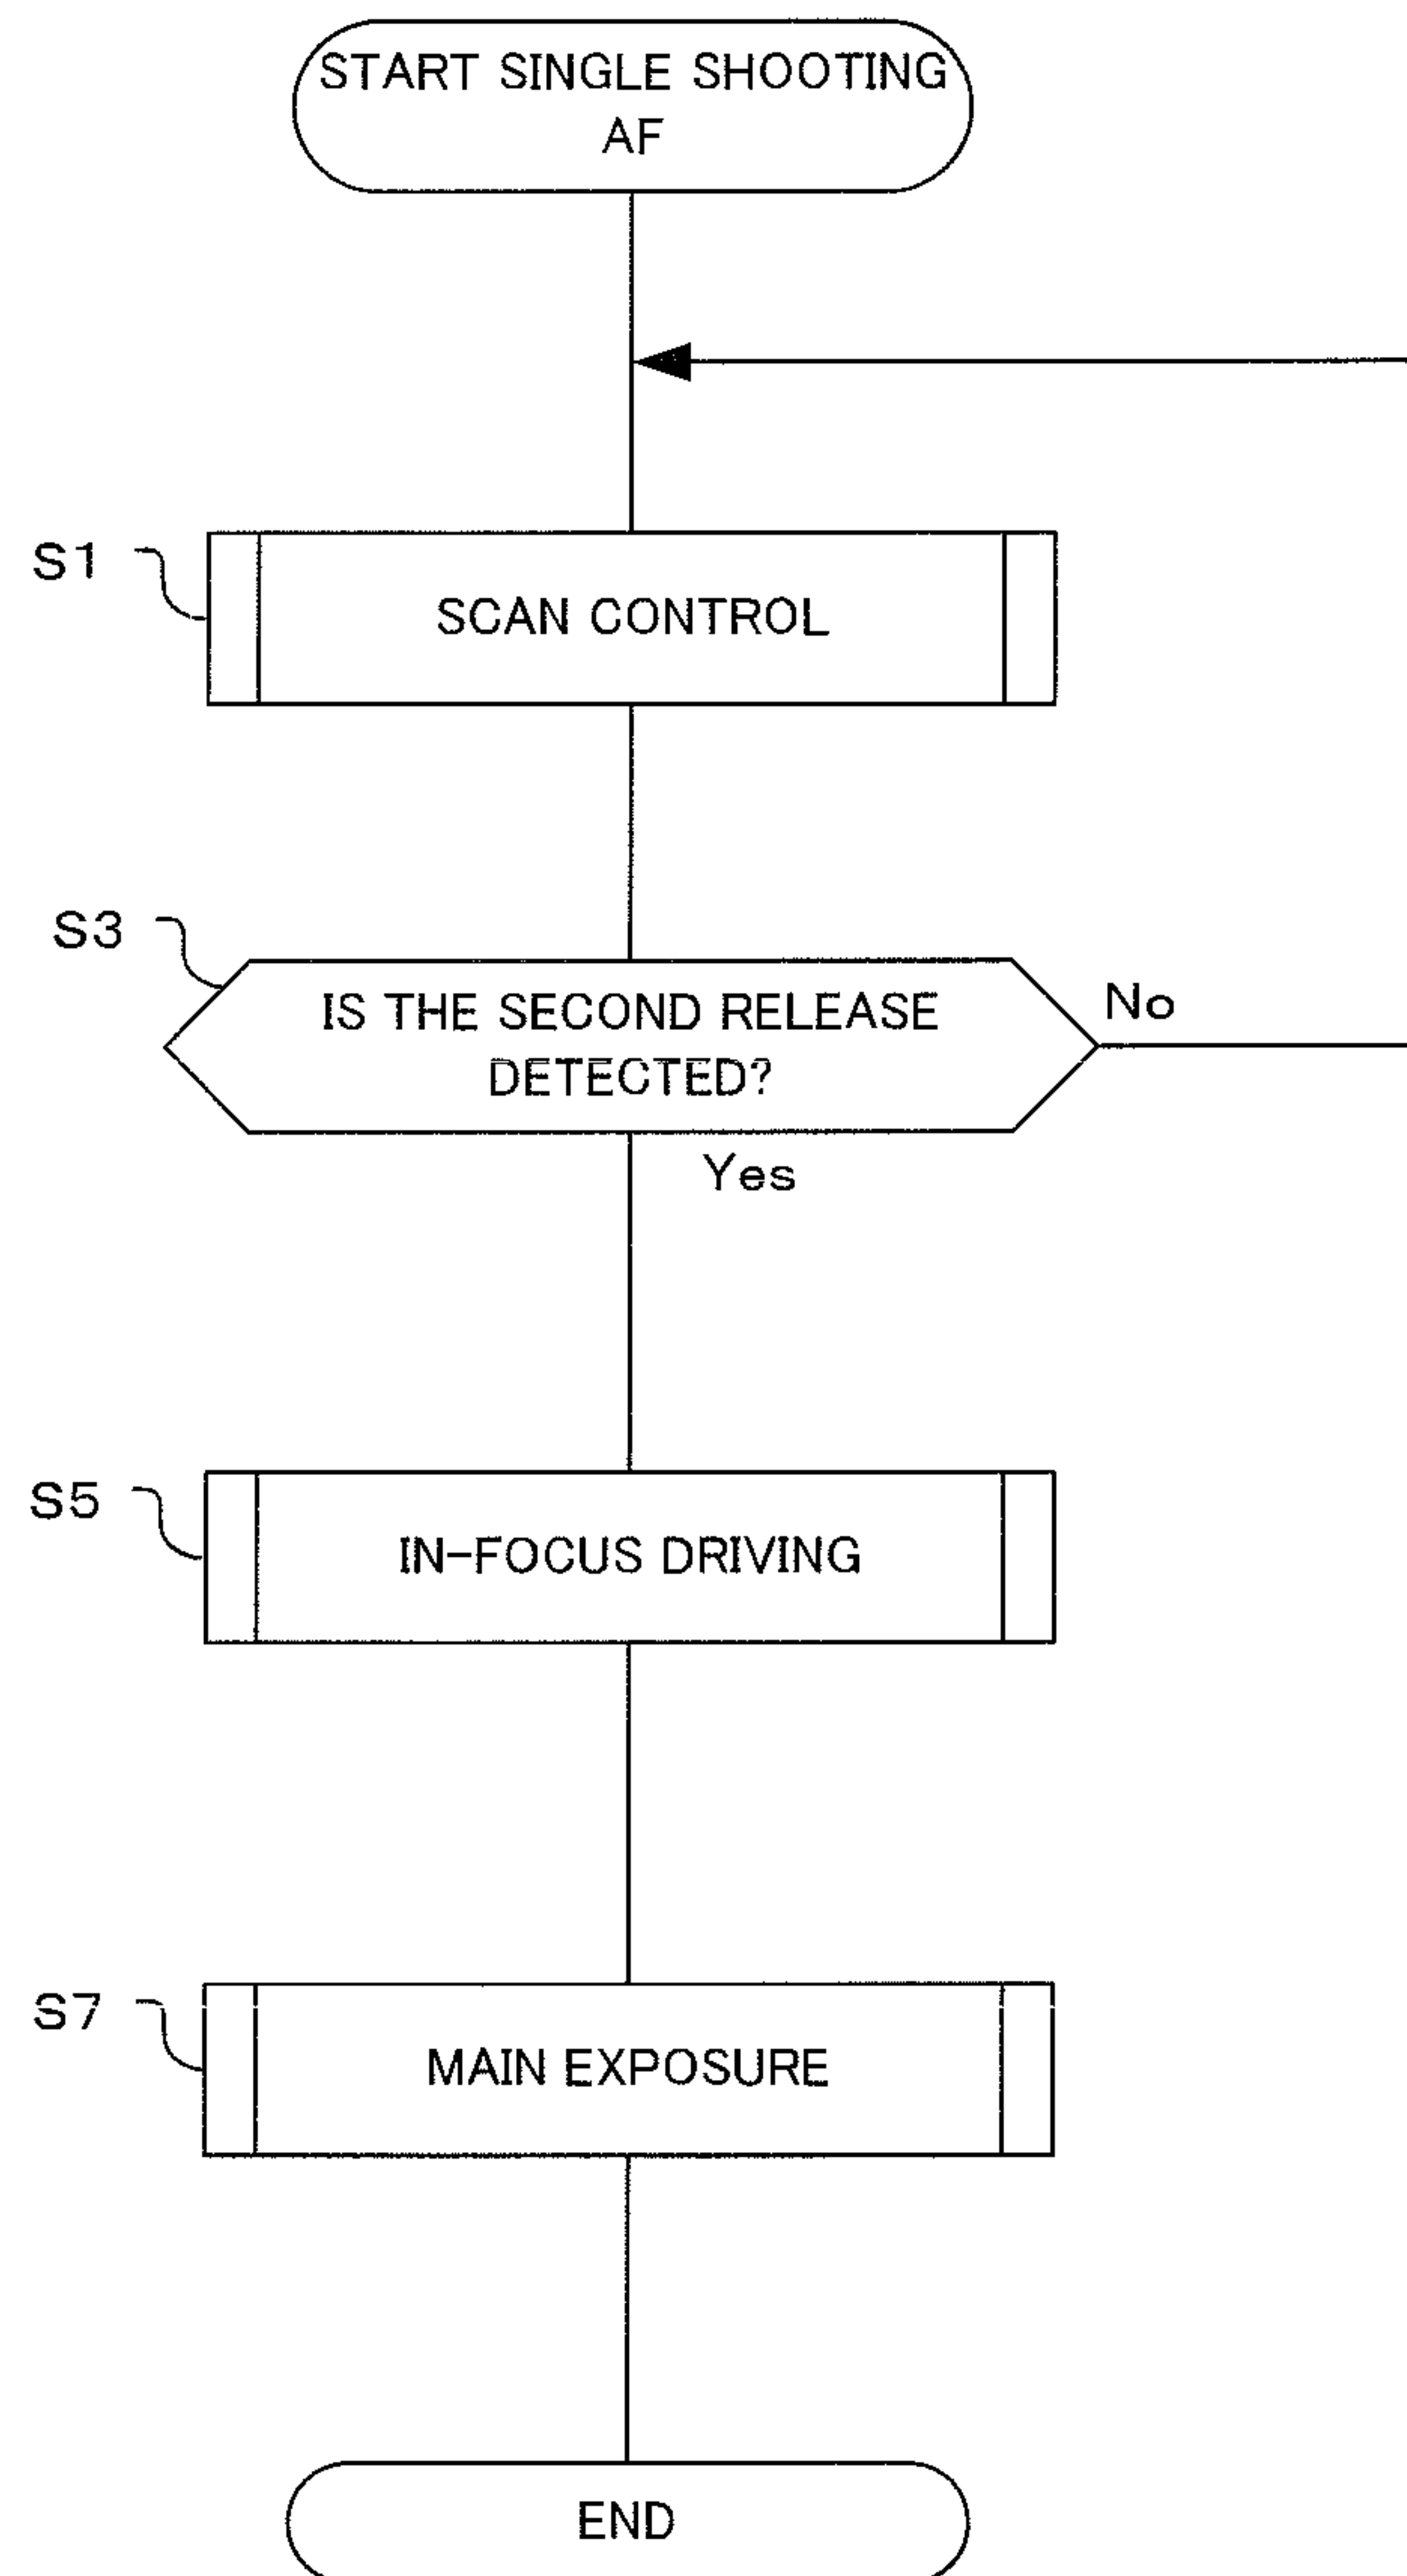 START SINGLE SHOOTING
AF
S1
SCAN CONTROL
S3
IS THE SECOND RELEASE
DETECTED?
No
Yes
S5
IN-FOCUS DRIVING
S7
MAIN EXPOSURE
END